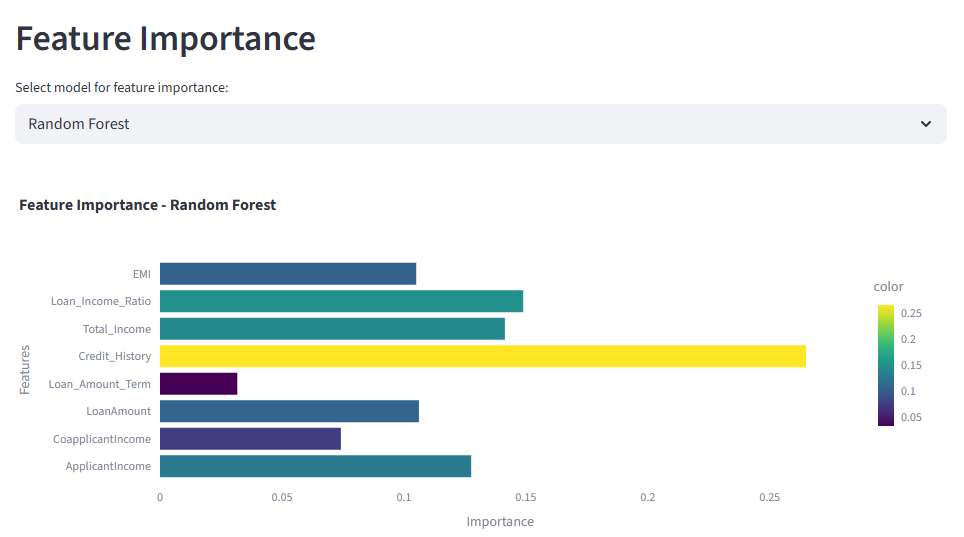 Feature Importance
Select model for feature importance:
Random Forest
Feature Importance - Random Forest
Features
EMI
Loan_Income_Ratio
Total_Income
Credit_History
Loan_Amount_Term
LoanAmount
CoapplicantIncome
ApplicantIncome
0 0.05 0.1 0.15 0.2 0.25
Importance
color
0.25
0.2
0.15
0.1
0.05